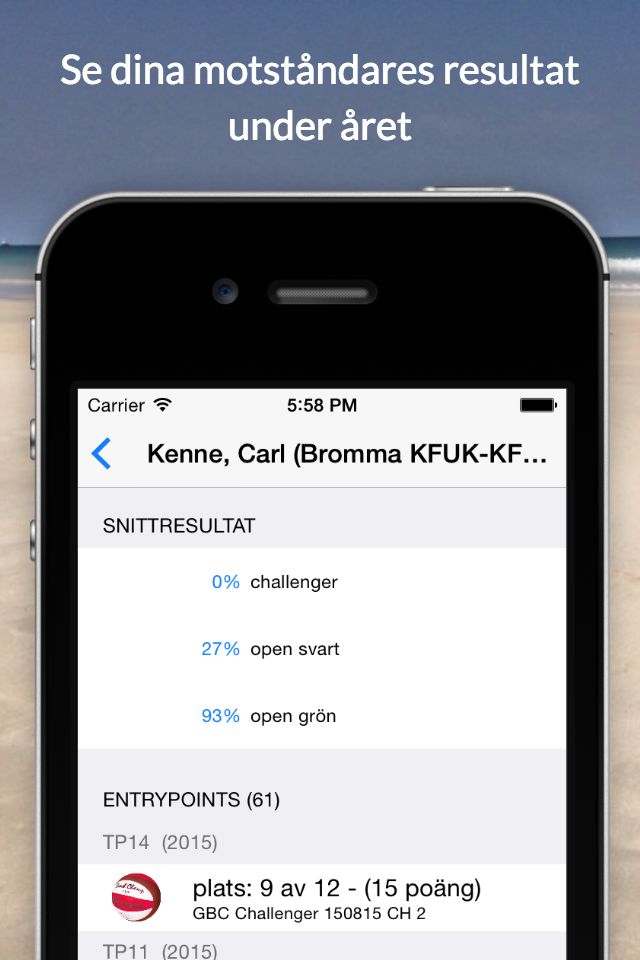 Se dina motståndares resultat
under året
Carrier 5:58 PM
Kenne, Carl (Bromma KFUK-KF...
SNITTRESULTAT
0% challenger
27% open svart
93% open grön
ENTRYPOINTS (61)
TP14 (2015)
plats: 9 av 12 - (15 poäng)
GBC Challenger 150815 CH 2
TP11 (2015)